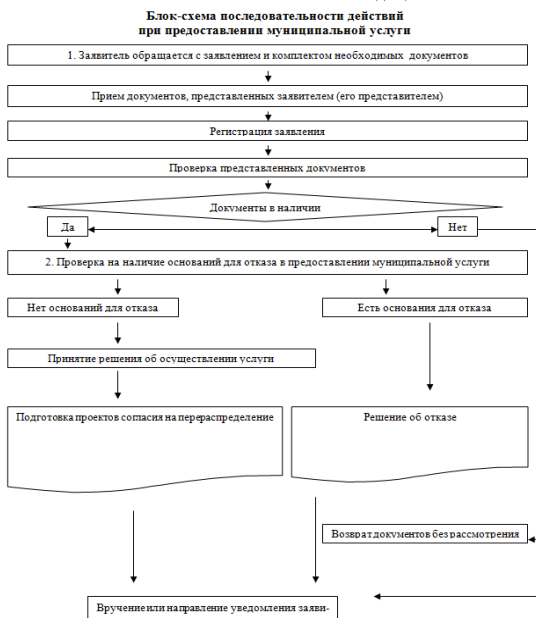 Блок-схема последовательности действий
при предоставлении муниципальной услуги
1. Заявитель обращается с заявлением и комплектом необходимых документов
Прием документов, представленных заявителем (его представителем)
Регистрация заявления
Проверка представленных документов
Документы в наличии
Да
Нет
2. Проверка на наличие оснований для отказа в предоставлении муниципальной услуги
Нет оснований для отказа
Есть основания для отказа
Принятие решения об осуществлении услуги
Подготовка проектов согласия на перераспределение
Решение об отказе
Возврат документов без рассмотрения
Вручение или направление уведомления заяви-